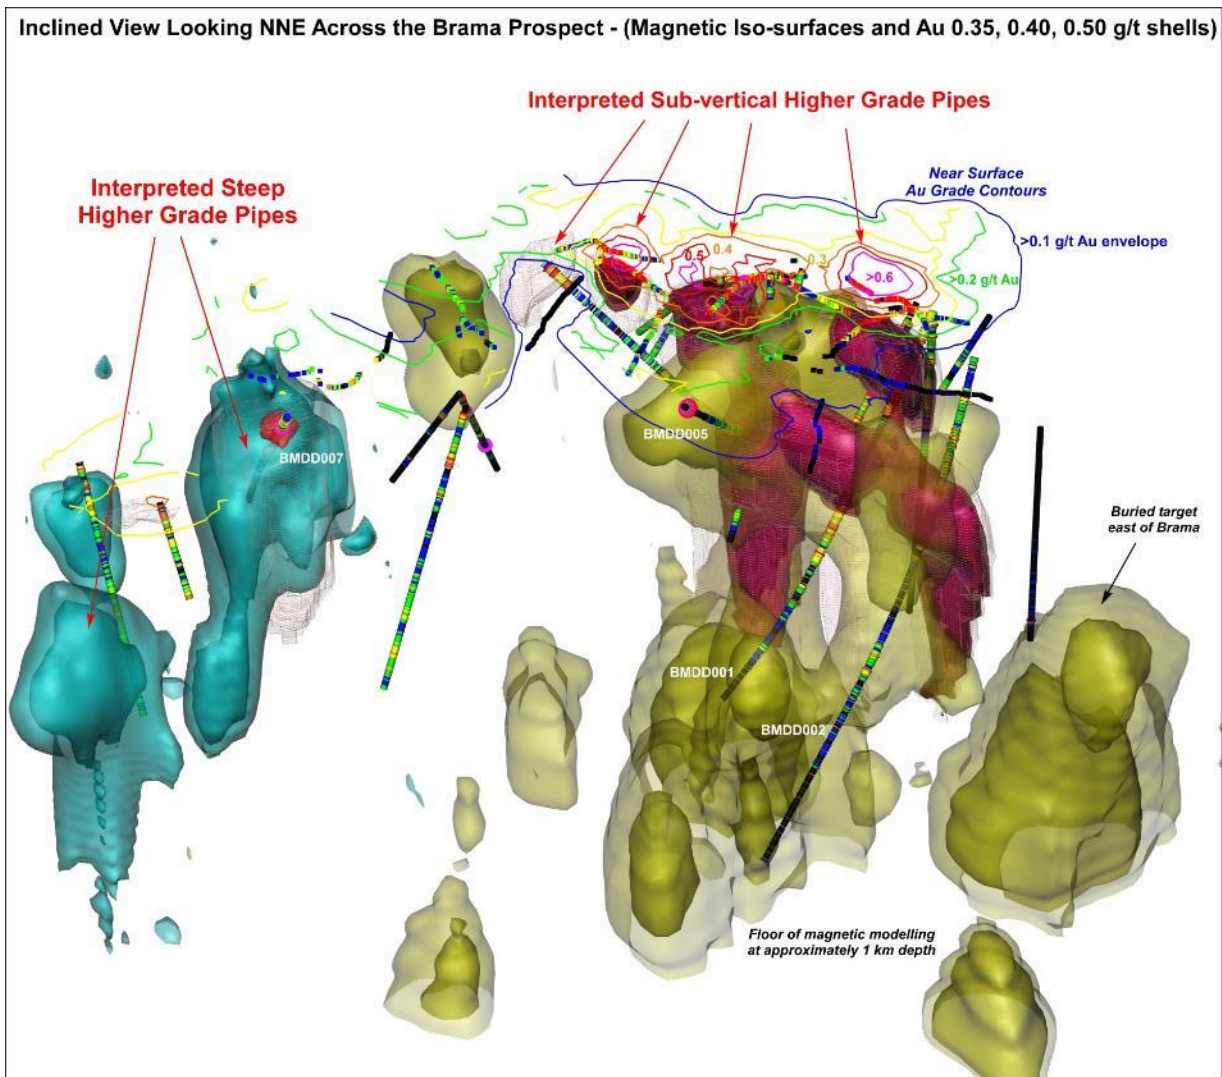 Inclined View Looking NNE Across the Brama Prospect - (Magnetic Iso-surfaces and Au 0.35, 0.40, 0.50 g/t shells)
Interpreted Sub-vertical Higher Grade Pipes
Interpreted Steep
Higher Grade Pipes
Near Surface
Au Grade Contours
>0.1 g/t Au envelope
0.5
0.4
0.3
>0.6
>0.2 g/t Au
BMDD005
BMDD007
Buried target
east of Brama
BMDD001
BMDD002
Floor of magnetic modelling
at approximately 1 km depth